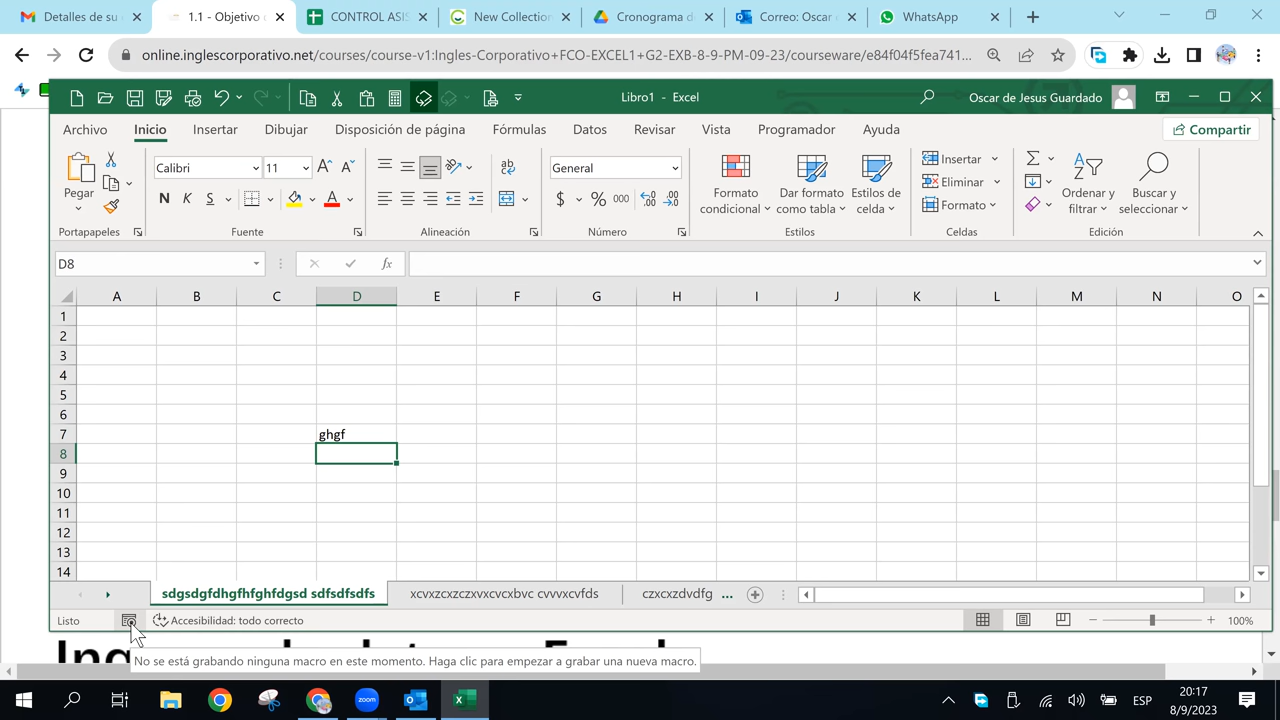 Detalles de su
1.1 - Objetivo
CONTROL ASIS
New Collection
Cronograma d
Correo: Oscar
WhatsApp
online.inglescorporativo.net/courses/course-v1:Ingles-Corporativo+FCO-EXCEL1+G2-EXB-8-9-PM-09-23/courseware/e84f04f5fea741...
Libro1 - Excel
Oscar de Jesus Guardado
Archivo Inicio Insertar Dibujar Disposición de página Fórmulas Datos Revisar Vista Programador Ayuda Compartir
Pegar
Calibri 11
N K S
General
$ % 000
Formato condicional
Dar formato como tabla
Estilos de celda
Insertar
Eliminar
Formato
Ordenar y filtrar
Buscar y seleccionar
Portapapeles Fuente Alineación Número Estilos Celdas Edición
D8
fx
A B C D E F G H I J K L M N O
1
2
3
4
5
6
7 ghgf
8
9
10
11
12
13
14
sdgsdgfdhgfhfghfdgsd sdfsdfsdfs xcvxzcxzczxvxcvcxbvc cvvvxcvfds czxcxzdvdfg ...
Listo Accesibilidad: todo correcto 100%
No se está grabando ninguna macro en este momento. Haga clic para empezar a grabar una nueva macro.
ESP
20:17
8/9/2023